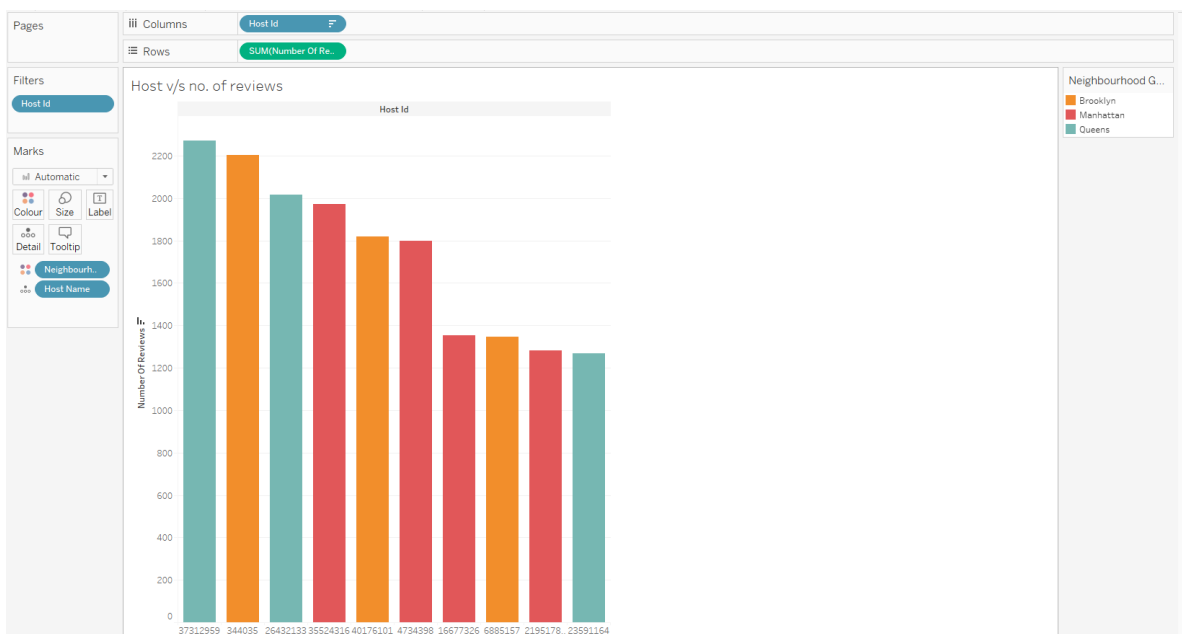 Pages
Columns
Host Id
Rows
SUM(Number Of Re..
Filters
Host Id
Marks
Automatic
Colour
Size
Label
Detail
Tooltip
Neighbourh..
Host Name
Host v/s no. of reviews
Host Id
Number Of Reviews
2200
2000
1800
1600
1400
1200
1000
800
600
400
200
0
37312959 344035 26432133 35524316 40176101 4734398 16677326 6885157 2195178.. 23591164
Neighbourhood G...
Brooklyn
Manhattan
Queens